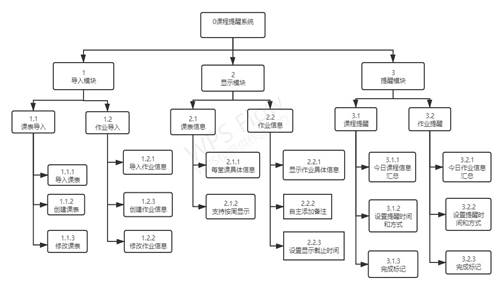 0课程提醒系统
1
导入模块
2
显示模块
3
提醒模块
1.1
课表导入
1.2
作业导入
2.1
课表信息
2.2
作业信息
3.1
课程提醒
3.2
作业提醒
1.1.1
导入课表
1.1.2
创建课表
1.1.3
修改课表
1.2.1
导入作业信息
1.2.3
创建作业信息
1.2.2
修改作业信息
2.1.1
每堂课具体信息
2.1.2
支持按周显示
2.2.1
显示作业具体信息
2.2.2
自主添加备注
2.2.3
设置显示截止时间
3.1.1
今日课程信息
汇总
3.1.2
设置提醒时间
和方式
3.1.3
完成标记
3.2.1
今日作业信息
汇总
3.2.2
设置提醒时间
和方式
3.2.3
完成标记